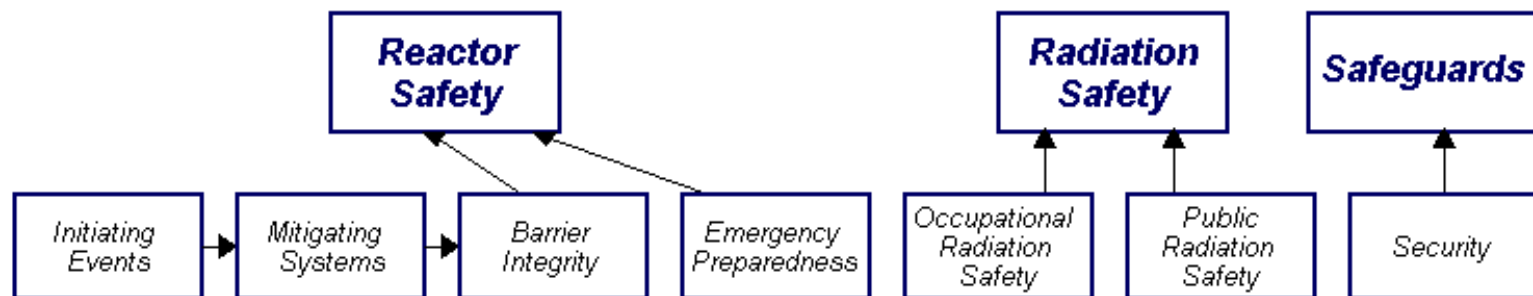 Reactor
Safety
Radiation
Safety
Safeguards
Initiating
Events
Mitigating
Systems
Barrier
Integrity
Emergency
Preparedness
Occupational
Radiation
Safety
Public
Radiation
Safety
Security